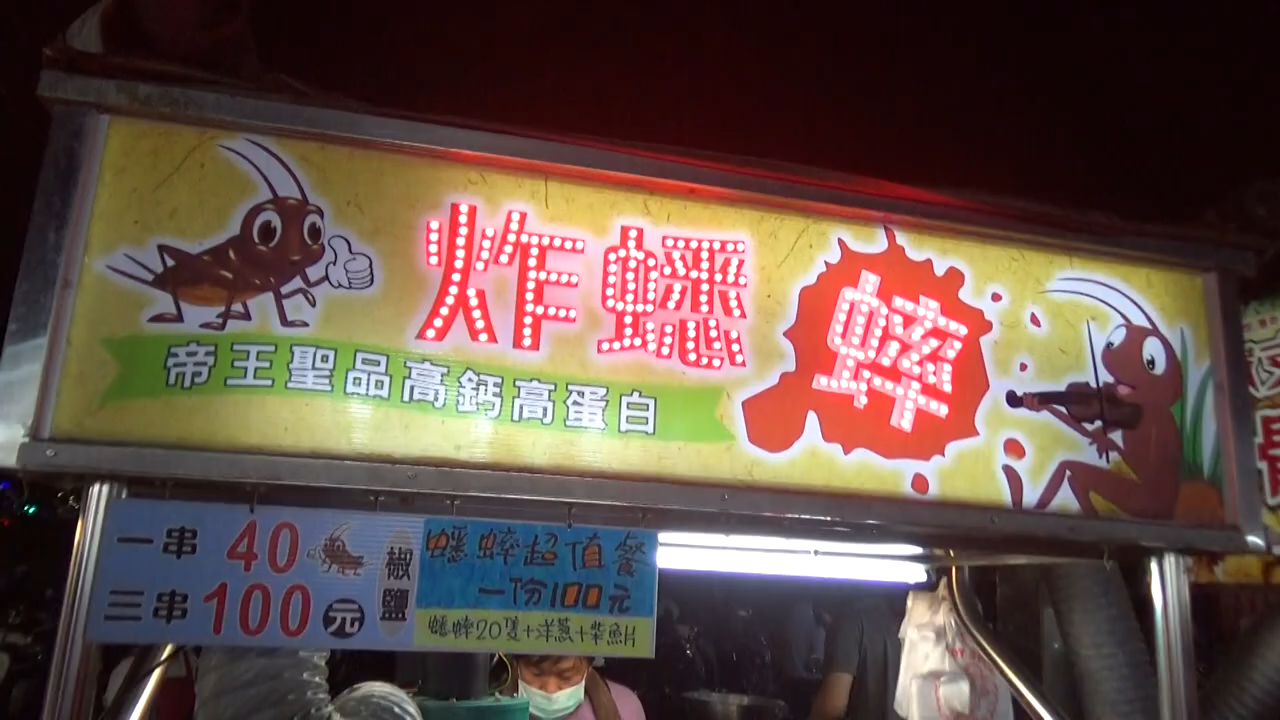 炸蟋蟀
帝王聖品高鈣高蛋白
一串 40
三串 100 元
椒鹽
蟋蟀超值餐
一份100元
蟋蟀20隻+洋蔥+柴魚片